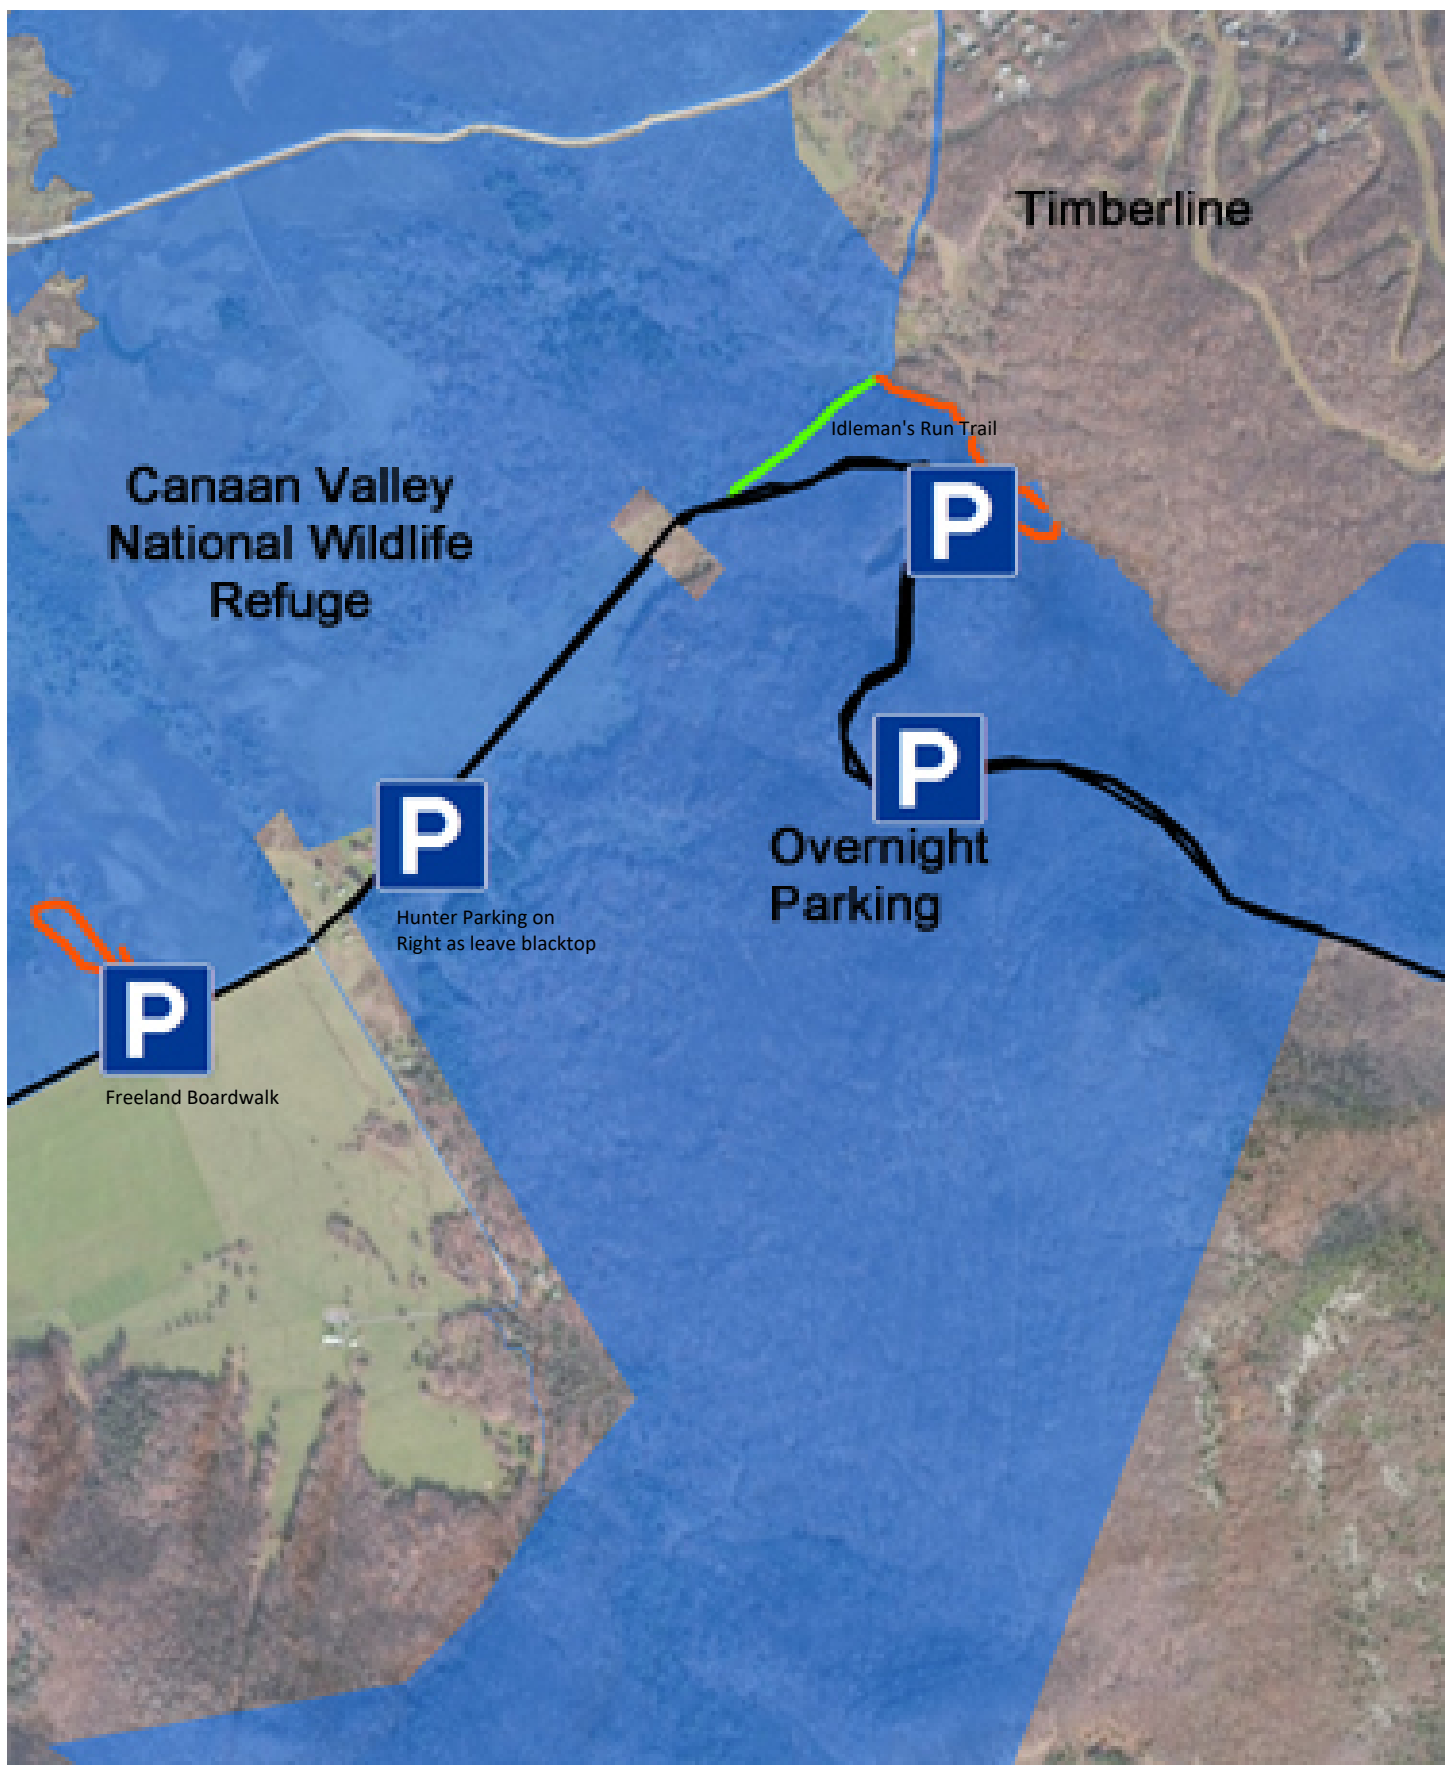 Timberline
Idleman's Run Trail
Canaan Valley
National Wildlife
Refuge
P
P
Overnight
Parking
P
Hunter Parking on
Right as leave blacktop
P
Freeland Boardwalk